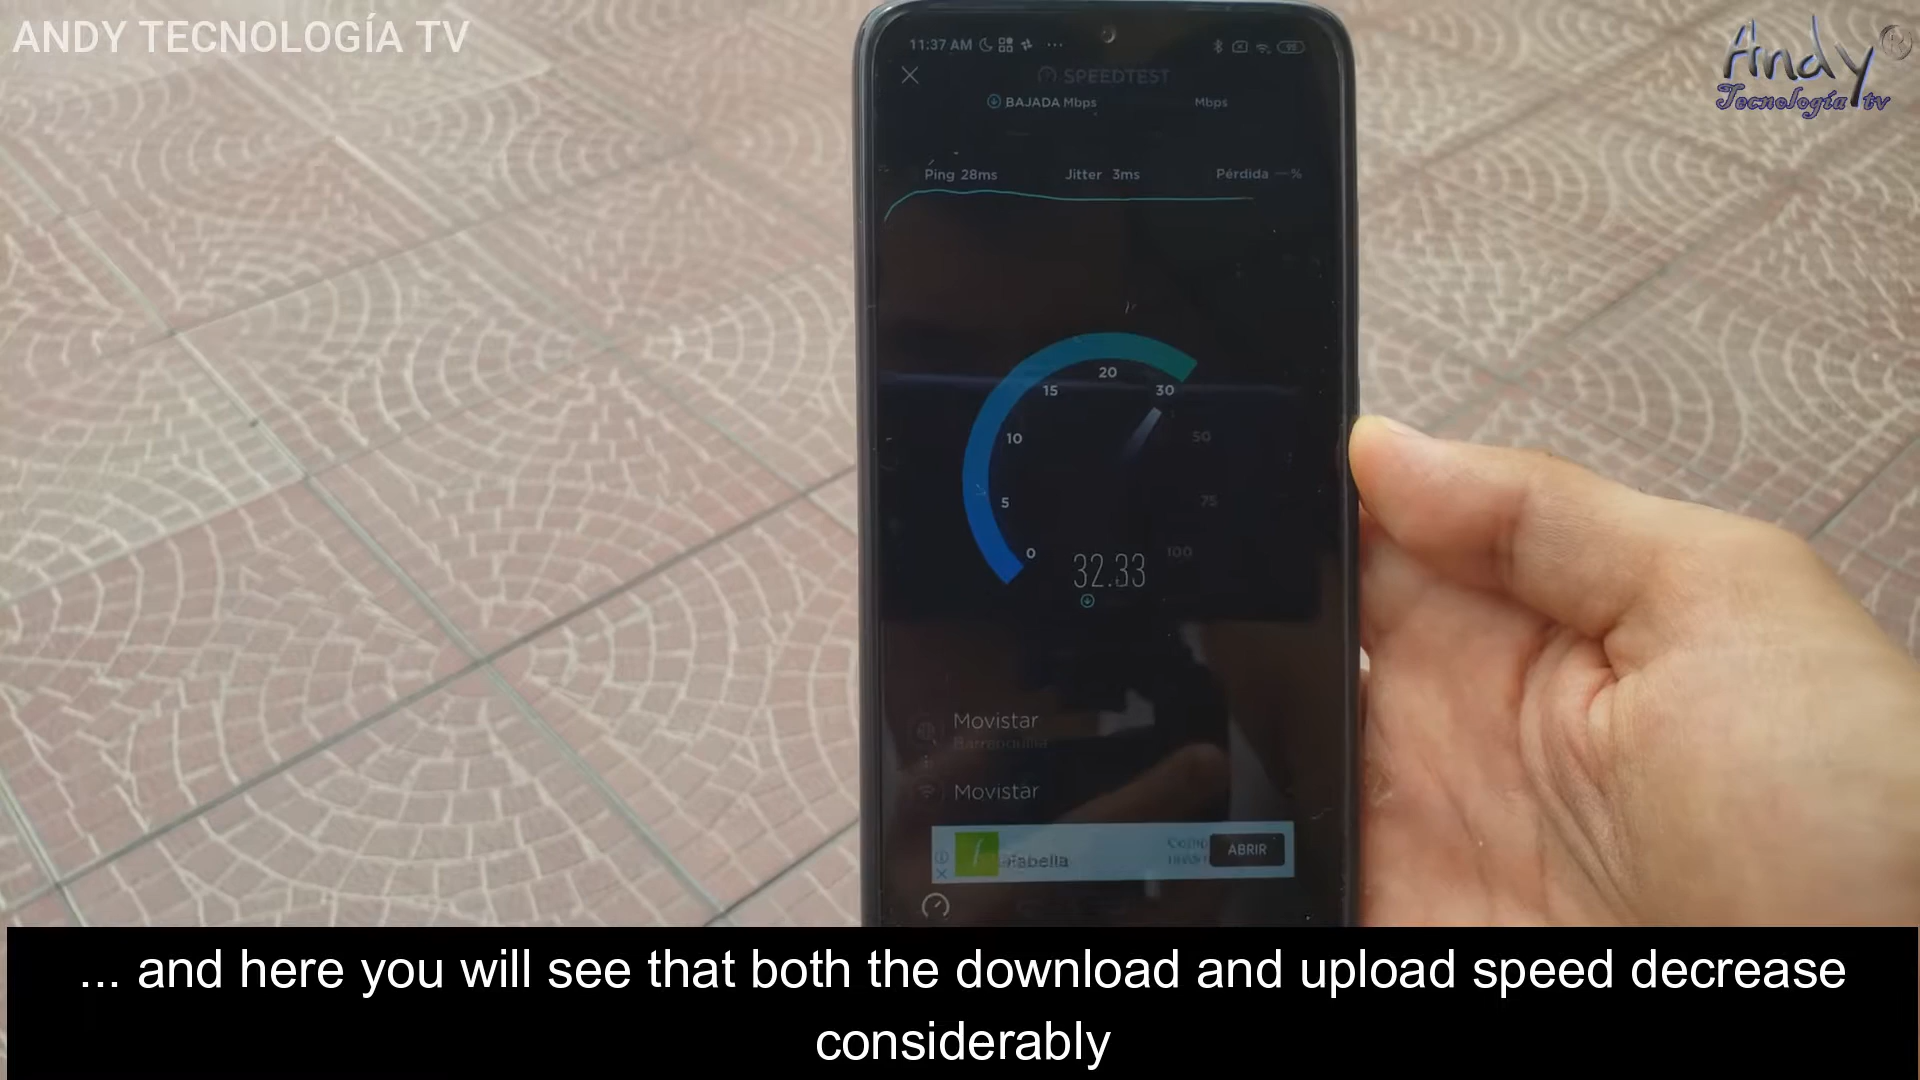 ANDY TECNOLOGÍA TV
Andy ®
Tecnología tv
11:37 AM
99
SPEEDTEST
BAJADA Mbps
Mbps
Ping 28ms
Jitter 3ms
Pérdida —%
20
15
30
10
50
5
75
0
100
32.33
Movistar
Barranquilla
Movistar
ABRIR
... and here you will see that both the download and upload speed decrease
considerably